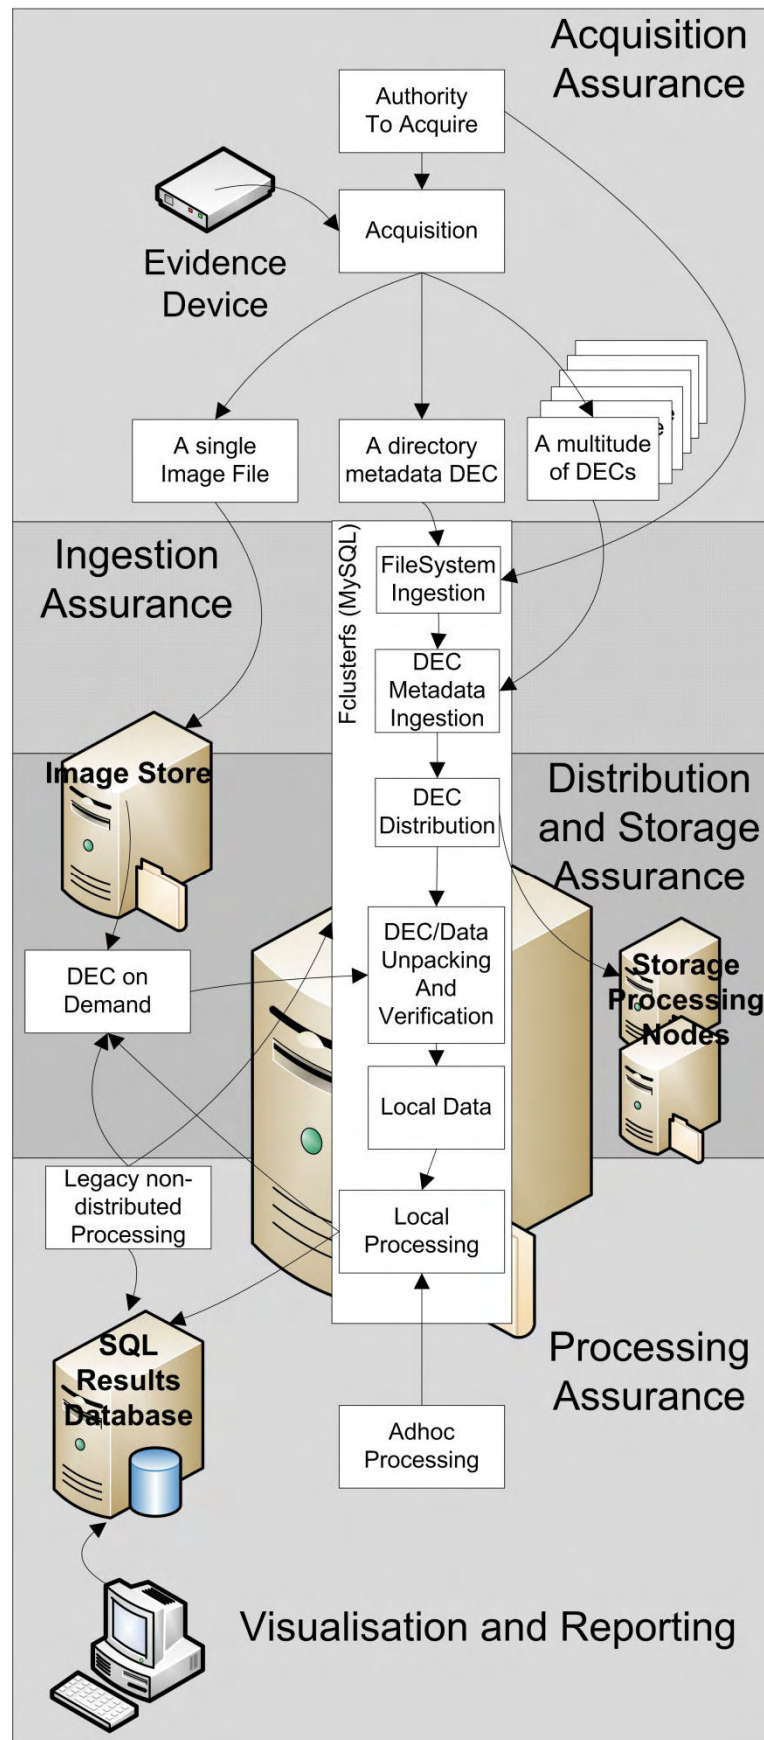 Acquisition
Assurance
Authority
To Acquire
Acquisition
Evidence
Device
A single
Image File
A directory
metadata DEC
A multitude
of DECs
Ingestion
Assurance
Fclusterfs (MySQL)
FileSystem
Ingestion
DEC
Metadata
Ingestion
Image Store
Distribution
and Storage
Assurance
DEC
Distribution
DEC/Data
Unpacking
And
Verification
DEC on
Demand
Storage
Processing
Nodes
Local Data
Legacy non-
distributed
Processing
Local
Processing
SQL
Results
Database
Processing
Assurance
Adhoc
Processing
Visualisation and Reporting